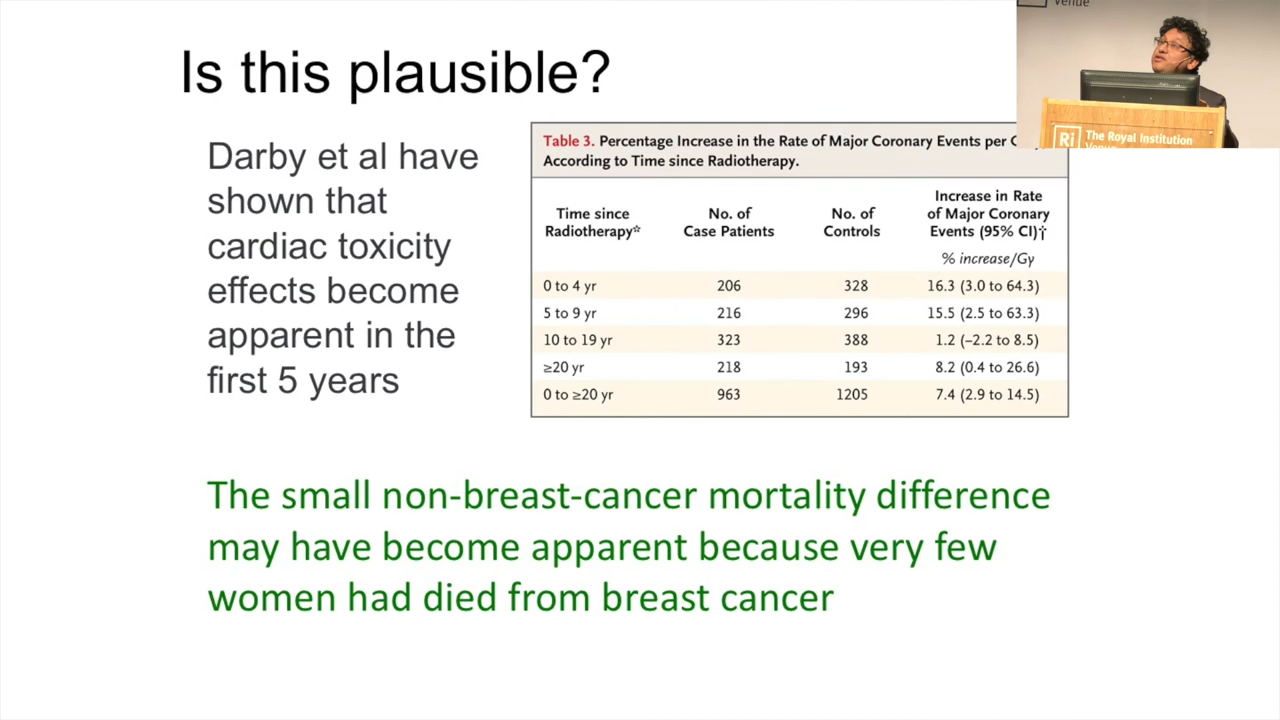 Is this plausible?
Venue
Ri The Royal Institution
Darby et al have
shown that
cardiac toxicity
effects become
apparent in the
first 5 years
Table 3. Percentage Increase in the Rate of Major Coronary Events per
According to Time since Radiotherapy.
Time since Radiotherapy* No. of Case Patients No. of Controls Increase in Rate of Major Coronary Events (95% CI)†
% increase/Gy
0 to 4 yr 206 328 16.3 (3.0 to 64.3)
5 to 9 yr 216 296 15.5 (2.5 to 63.3)
10 to 19 yr 323 388 1.2 (–2.2 to 8.5)
≥20 yr 218 193 8.2 (0.4 to 26.6)
0 to ≥20 yr 963 1205 7.4 (2.9 to 14.5)
The small non-breast-cancer mortality difference
may have become apparent because very few
women had died from breast cancer